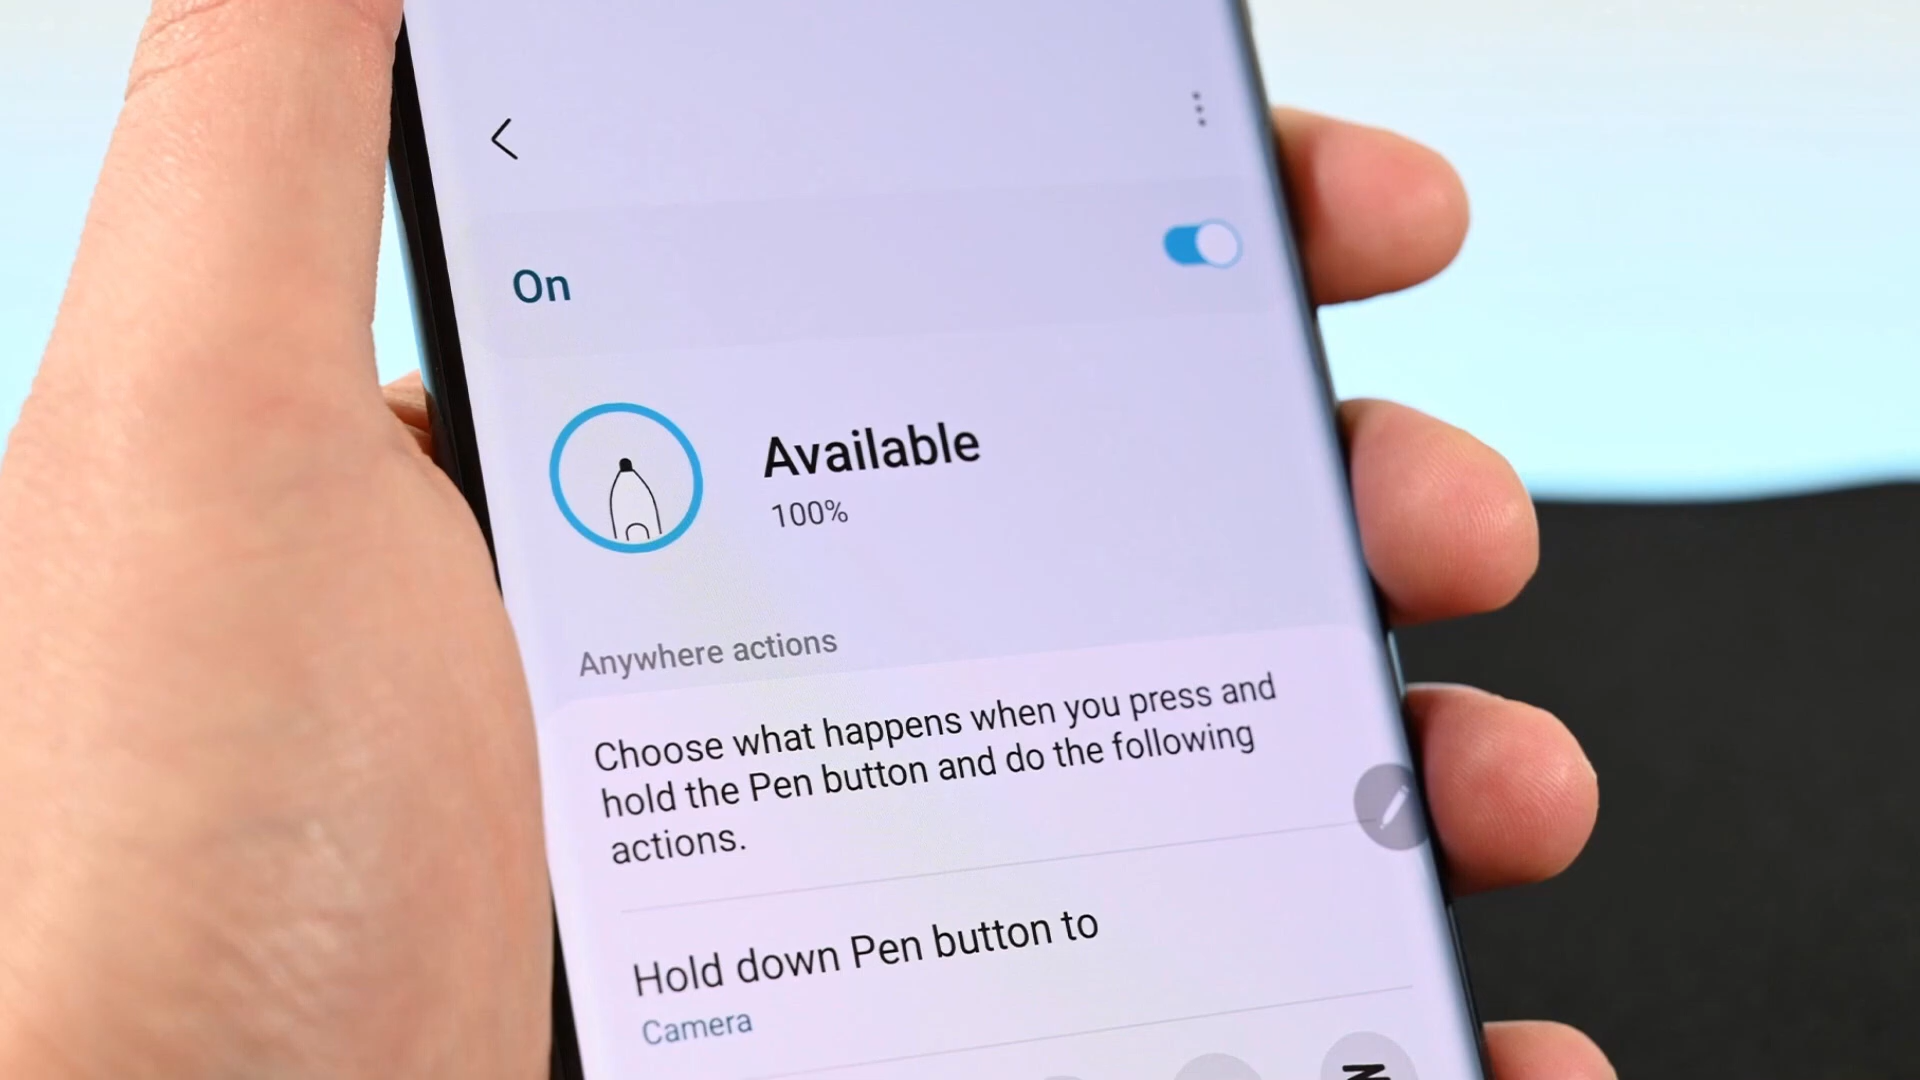 On
Available
100%
Anywhere actions
Choose what happens when you press and
hold the Pen button and do the following
actions.
Hold down Pen button to
Camera